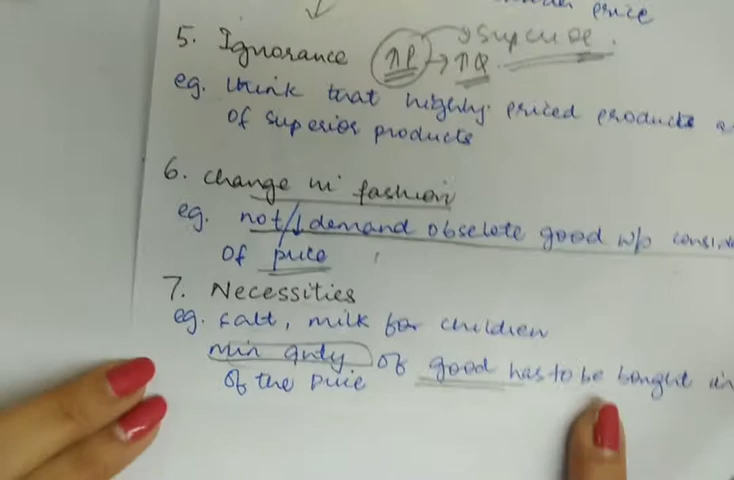 price
5. Ignorance ↑P → ↑Q
eg. think that highly priced products
of superior products
6. change in fashion
eg. not/↓ demand obselete good w/o
of price
7. Necessities
eg. salt, milk for children
min qnty of good has to be bought
of the price